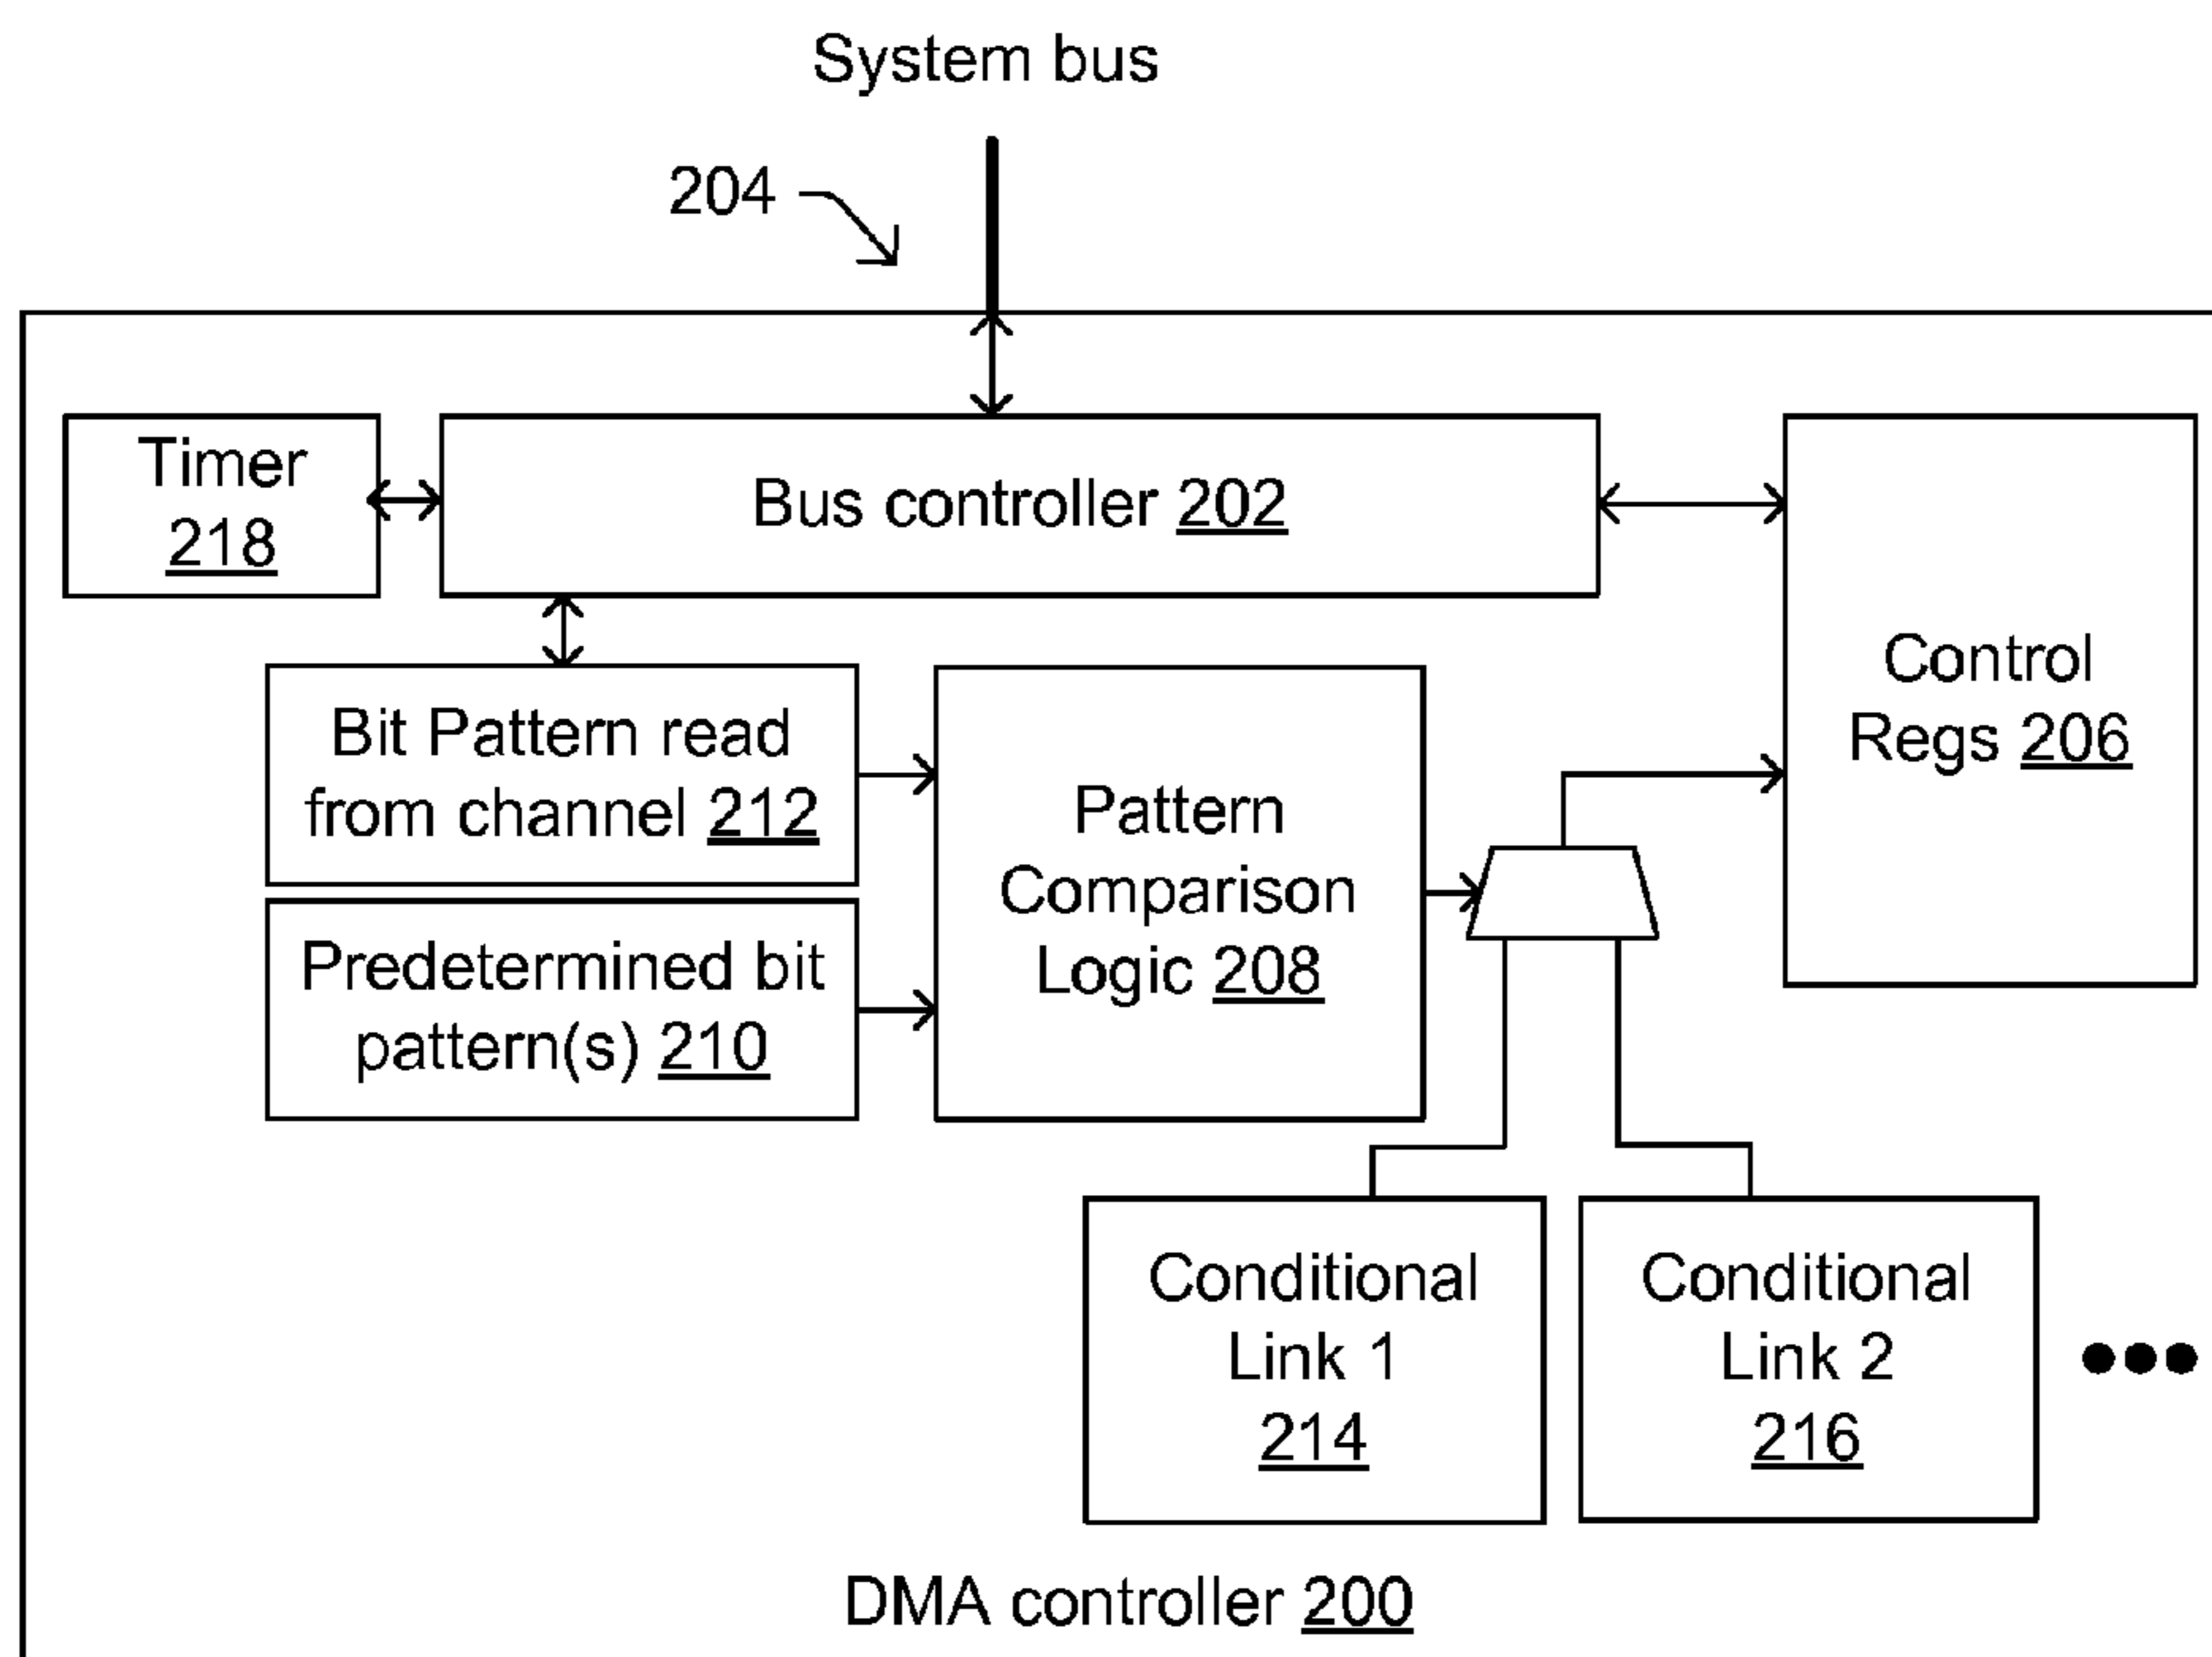 System bus
204
Timer
218
Bus controller 202
Control
Regs 206
Bit Pattern read
from channel 212
Pattern
Comparison
Logic 208
Predetermined bit
pattern(s) 210
Conditional
Link 1
214
Conditional
Link 2
216
DMA controller 200